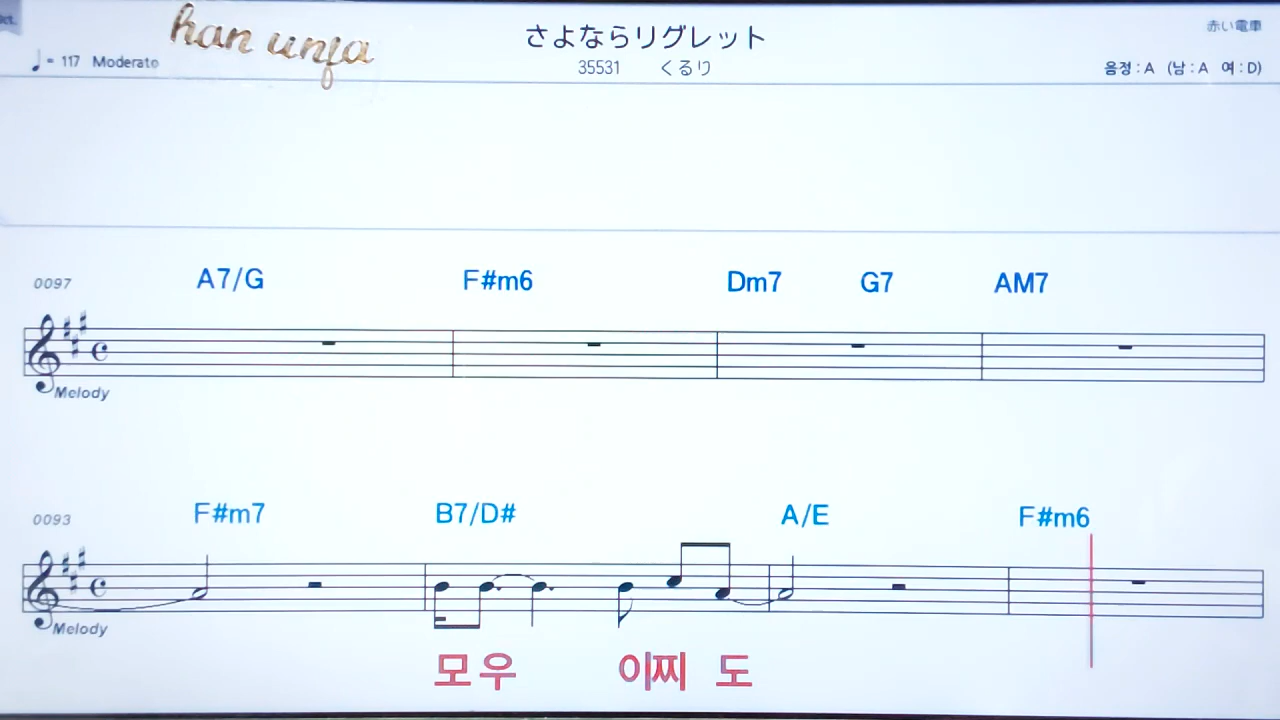 han unfa
さよならリグレット
赤い電車
♩= 117 Moderato
35531 くるり
음정 : A (남 : A 여 : D)
0097 A7/G F#m6 Dm7 G7 AM7
Melody
0093 F#m7 B7/D# A/E F#m6
Melody
모우 이찌 도